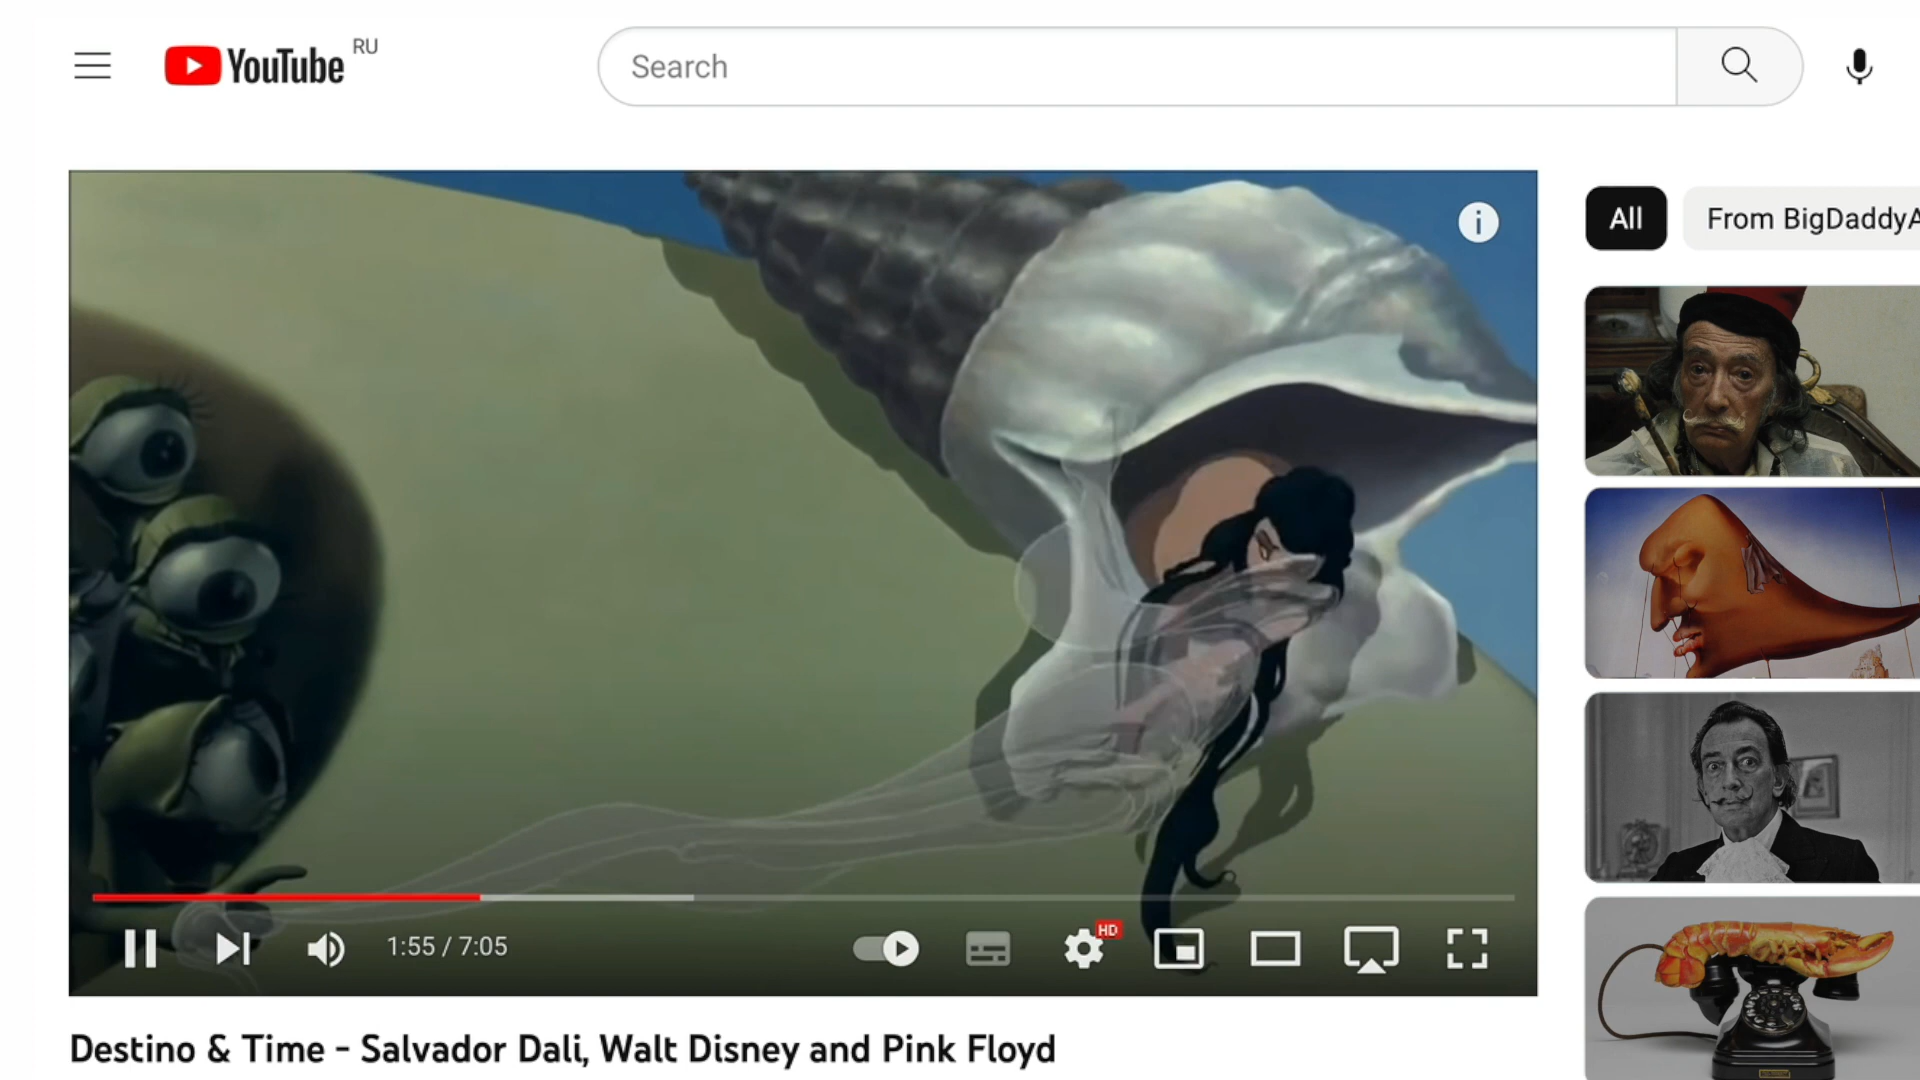 YouTube RU
Search
All
From BigDaddyA
HD
1:55 / 7:05
Destino & Time - Salvador Dali, Walt Disney and Pink Floyd